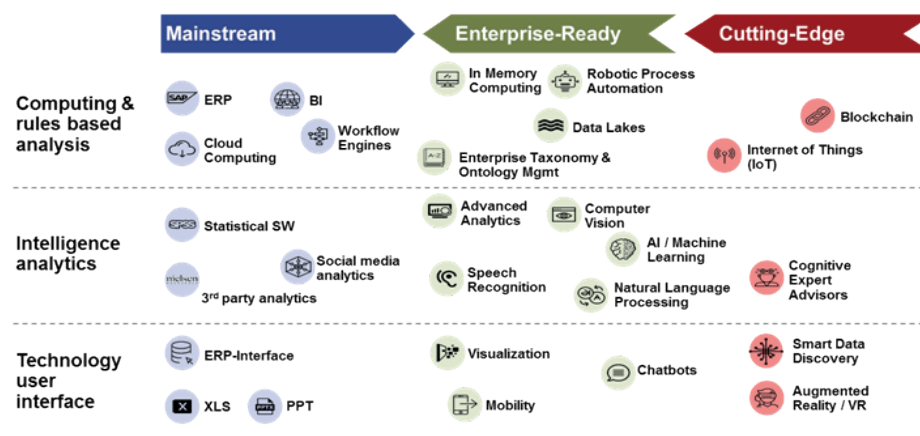 Mainstream
Enterprise-Ready
Cutting-Edge
Computing &
rules based
analysis
SAP
ERP
BI
Cloud
Computing
Workflow
Engines
In Memory
Computing
Robotic Process
Automation
Data Lakes
A-Z
Enterprise Taxonomy &
Ontology Mgmt
Blockchain
Internet of Things
(IoT)
Intelligence
analytics
SPSS
Statistical SW
Social media
analytics
nielsen
3rd party analytics
Advanced
Analytics
Computer
Vision
AI / Machine
Learning
Speech
Recognition
Natural Language
Processing
Cognitive
Expert
Advisors
Technology
user
interface
ERP-Interface
X
XLS
PPTX
PPT
Visualization
Mobility
Chatbots
Smart Data
Discovery
Augmented
Reality / VR